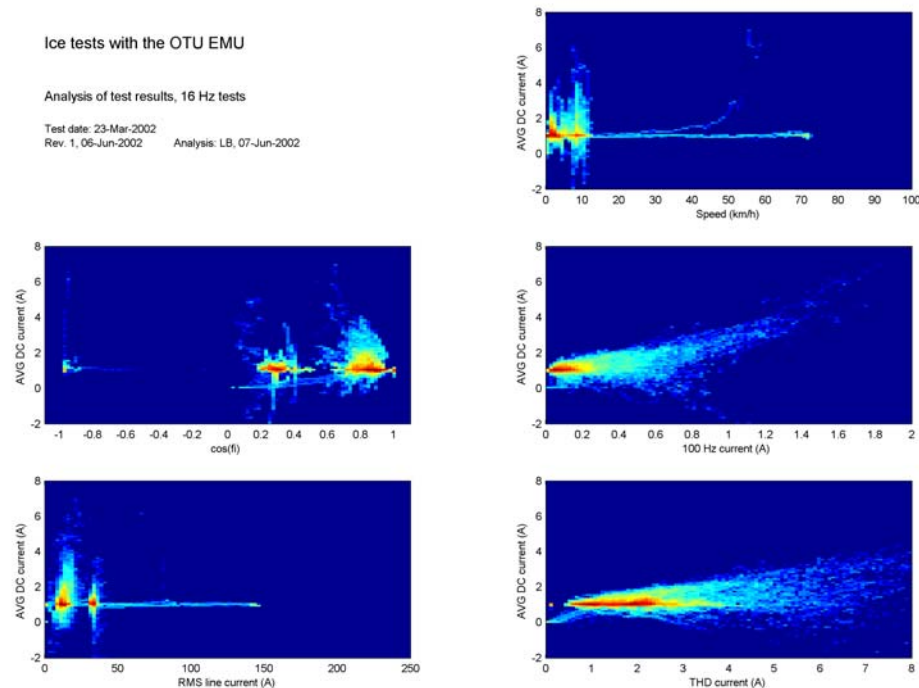 Ice tests with the OTU EMU
Analysis of test results, 16 Hz tests
Test date: 23-Mar-2002
Rev. 1, 06-Jun-2002 Analysis: LB, 07-Jun-2002
8
6
4
2
0
-2
AVG DC current (A)
0 10 20 30 40 50 60 70 80 90 100
Speed (km/h)
8
6
4
2
0
-2
AVG DC current (A)
-1 -0.8 -0.6 -0.4 -0.2 0 0.2 0.4 0.6 0.8 1
cos(fi)
8
6
4
2
0
-2
AVG DC current (A)
0 0.2 0.4 0.6 0.8 1 1.2 1.4 1.6 1.8 2
100 Hz current (A)
8
6
4
2
0
-2
AVG DC current (A)
0 50 100 150 200 250
RMS line current (A)
8
6
4
2
0
-2
AVG DC current (A)
0 1 2 3 4 5 6 7 8
THD current (A)